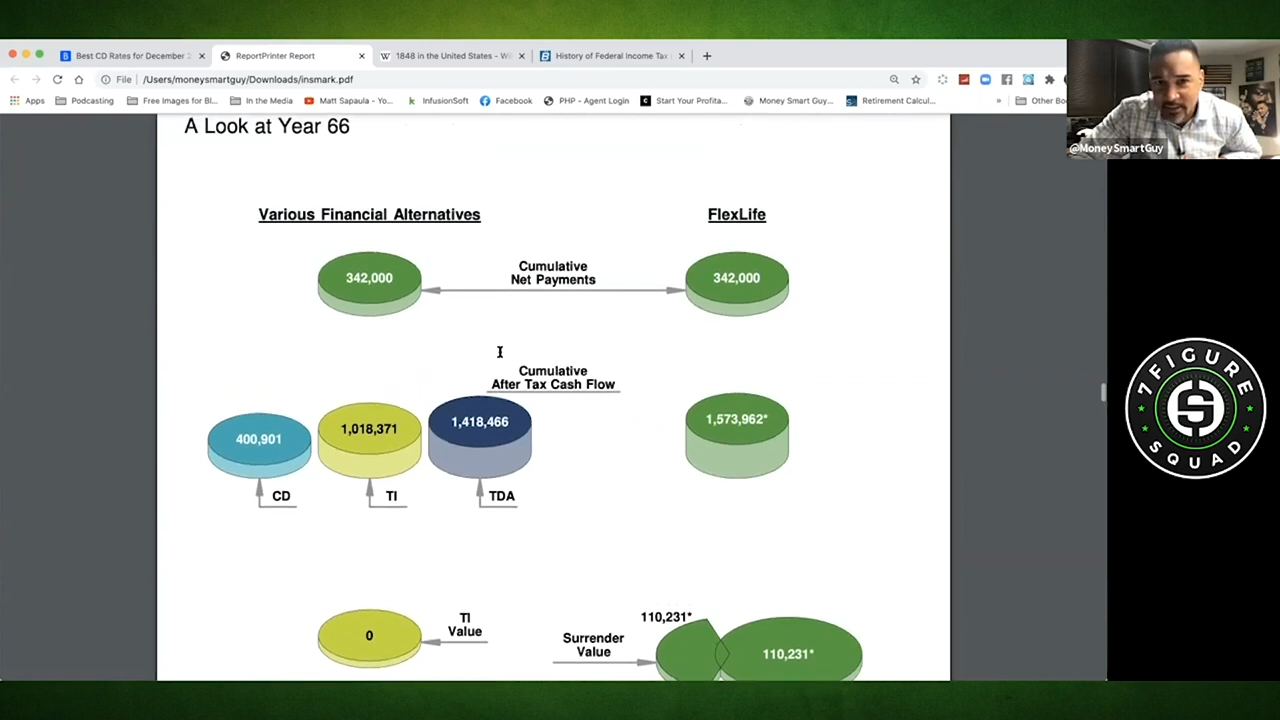 Best CD Rates for December 2
ReportPrinter Report
1848 in the United States - Wi
History of Federal Income Tax
File
/Users/moneysmartguy/Downloads/insmark.pdf
Apps
Podcasting
Free Images for Bl...
In the Media
Matt Sapaula - Yo...
InfusionSoft
Facebook
PHP - Agent Login
Start Your Profita...
Money Smart Guy...
Retirement Calcul...
»
Other Bo
@MoneySmartGuy
A Look at Year 66
Various Financial Alternatives
FlexLife
342,000
Cumulative
Net Payments
342,000
Cumulative
After Tax Cash Flow
400,901
1,018,371
1,418,466
1,573,962*
CD
TI
TDA
0
TI
Value
Surrender
Value
110,231*
110,231*
7FIGURE
SQUAD